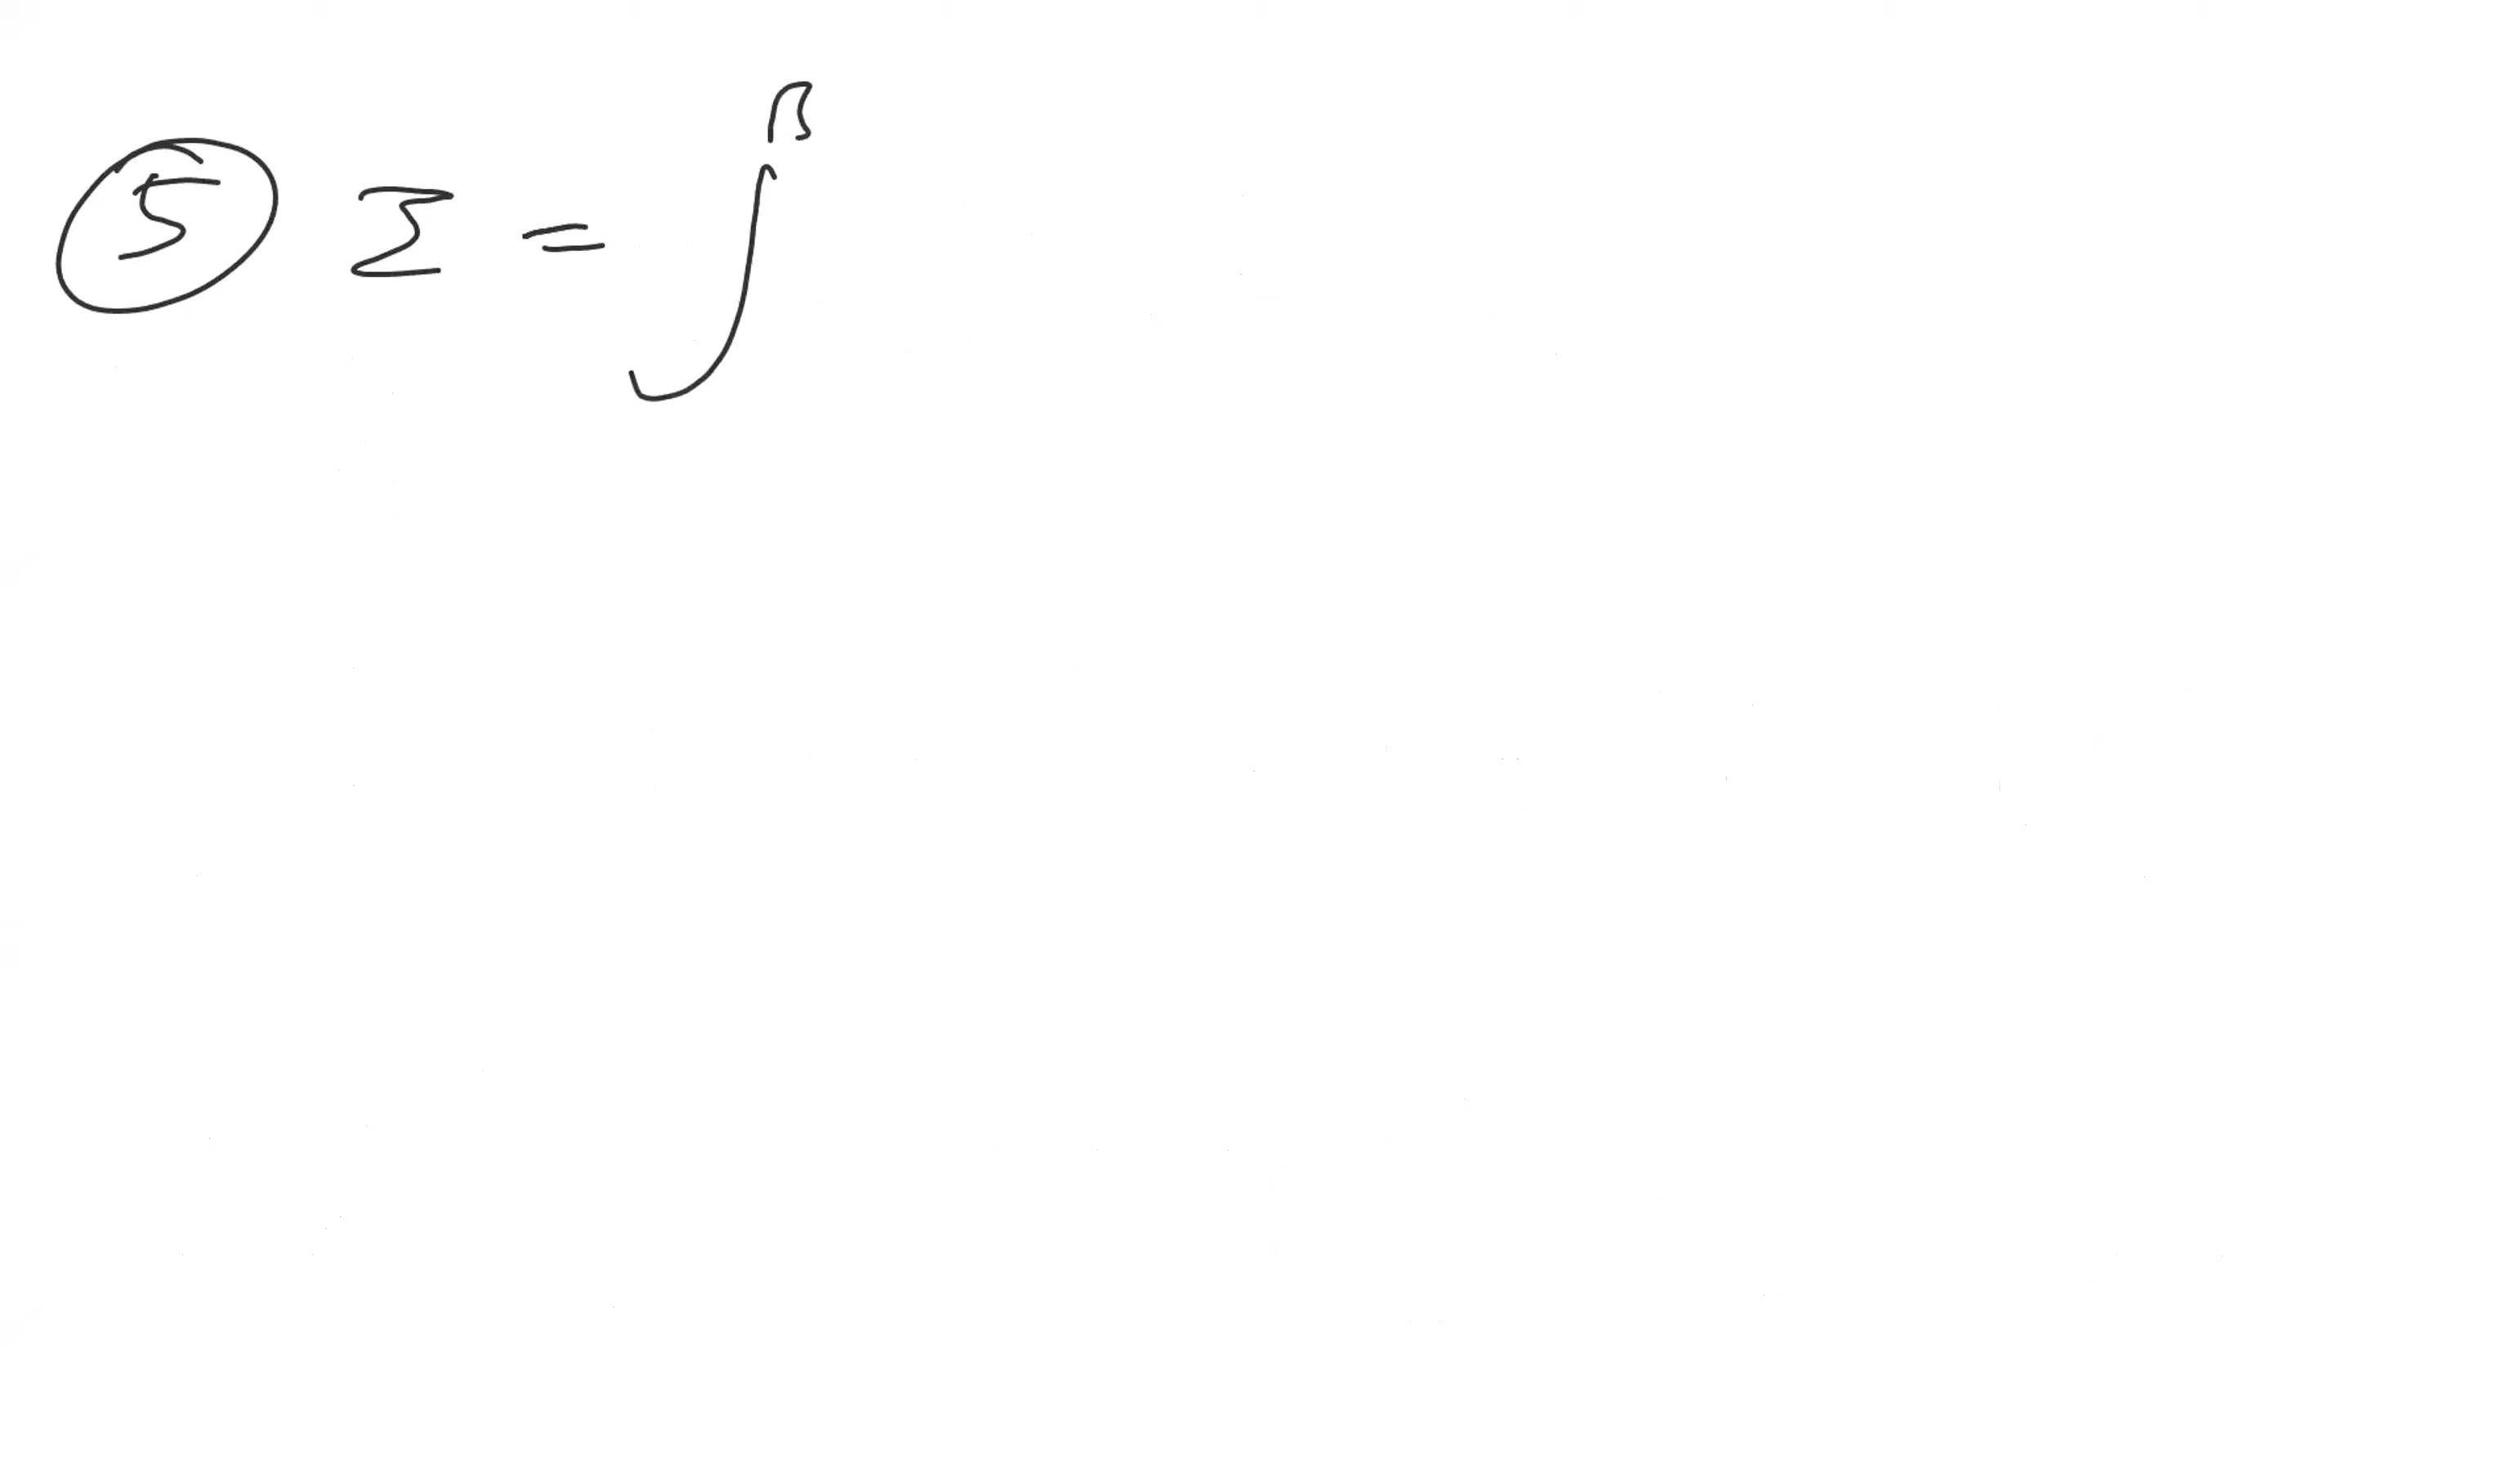 ⑤ Σ = ∫^β